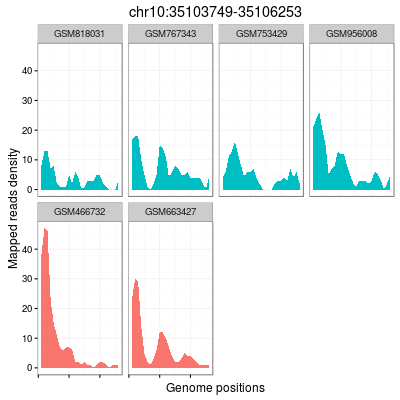 chr10:35103749-35106253
GSM818031 GSM767343 GSM753429 GSM956008
40
30
20
10
0
GSM466732 GSM663427
40
30
20
10
0
Mapped reads density
Genome positions